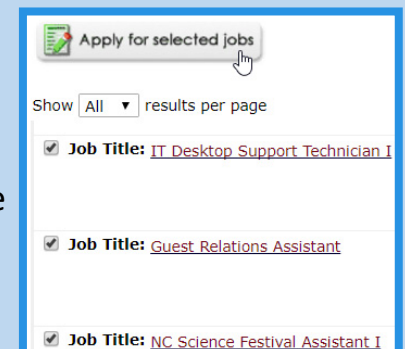 Apply for selected jobs
Show All ▼ results per page
Job Title: IT Desktop Support Technician I
e
Job Title: Guest Relations Assistant
Job Title: NC Science Festival Assistant I